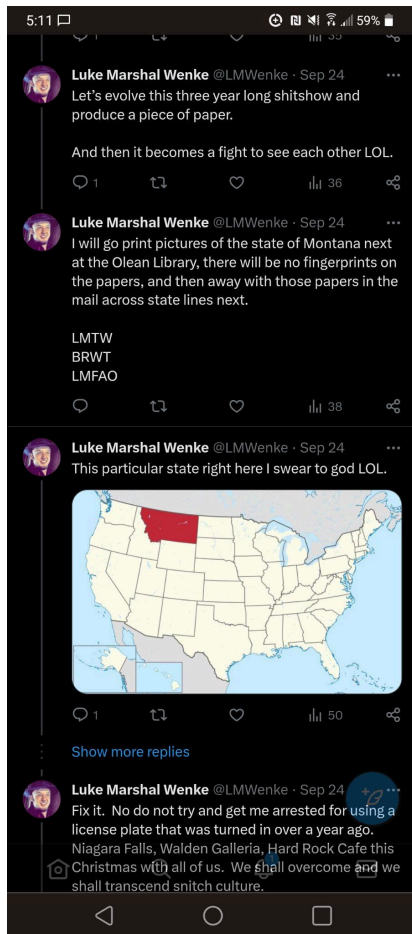 5:11 59%
35
Luke Marshal Wenke @LMWenke · Sep 24
Let's evolve this three year long shitshow and
produce a piece of paper.
And then it becomes a fight to see each other LOL.
1 36
Luke Marshal Wenke @LMWenke · Sep 24
I will go print pictures of the state of Montana next
at the Olean Library, there will be no fingerprints on
the papers, and then away with those papers in the
mail across state lines next.
LMTW
BRWT
LMFAO
38
Luke Marshal Wenke @LMWenke · Sep 24
This particular state right here I swear to god LOL.
1 50
Show more replies
Luke Marshal Wenke @LMWenke · Sep 24
Fix it. No do not try and get me arrested for using a
license plate that was turned in over a year ago.
Niagara Falls, Walden Galleria, Hard Rock Cafe this
Christmas with all of us. We shall overcome and we
shall transcend snitch culture.